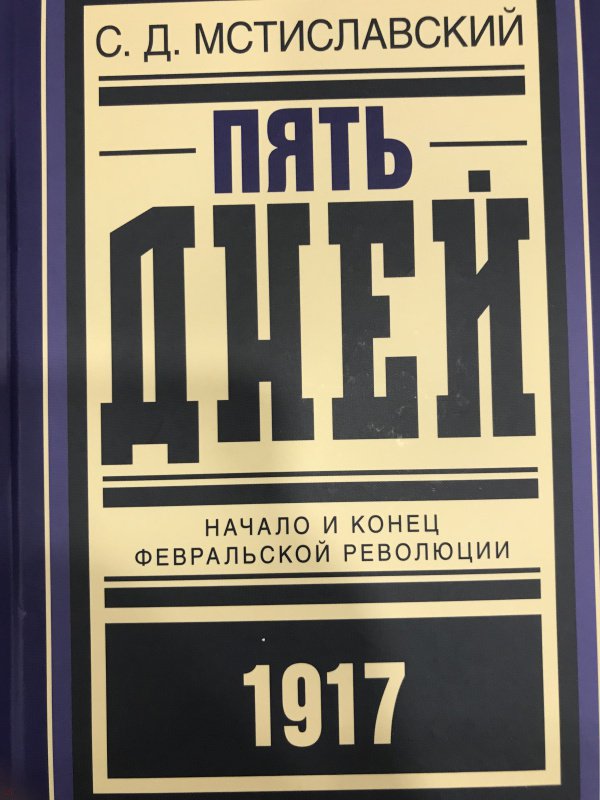 С. Д. МСТИСЛАВСКИЙ
ПЯТЬ
ДНЕЙ
НАЧАЛО И КОНЕЦ
ФЕВРАЛЬСКОЙ РЕВОЛЮЦИИ
1917